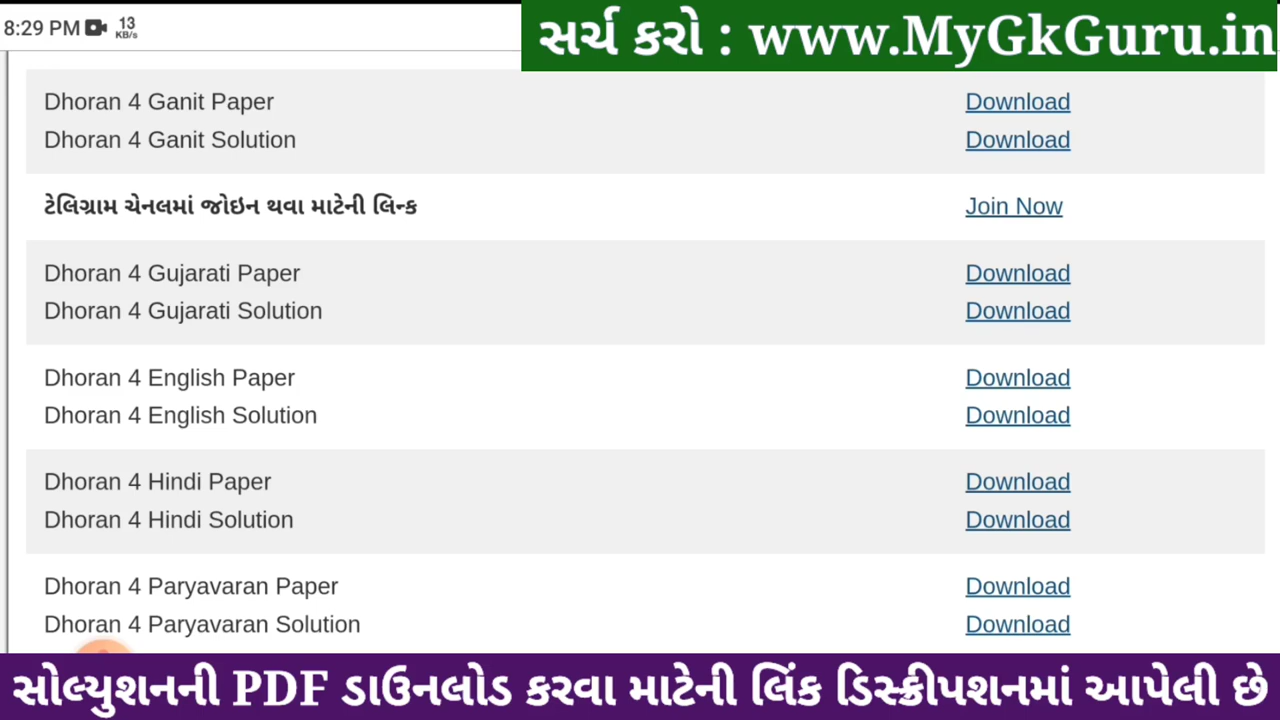 8:29 PM 13 KB/s
સર્ચ કરો : www.MyGkGuru.in
Dhoran 4 Ganit Paper Download
Dhoran 4 Ganit Solution Download
ટેલિગ્રામ ચેનલમાં જોઇન થવા માટેની લિન્ક Join Now
Dhoran 4 Gujarati Paper Download
Dhoran 4 Gujarati Solution Download
Dhoran 4 English Paper Download
Dhoran 4 English Solution Download
Dhoran 4 Hindi Paper Download
Dhoran 4 Hindi Solution Download
Dhoran 4 Paryavaran Paper Download
Dhoran 4 Paryavaran Solution Download
સોલ્યુશનની PDF ડાઉનલોડ કરવા માટેની લિંક ડિસ્ક્રીપશનમાં આપેલી છે